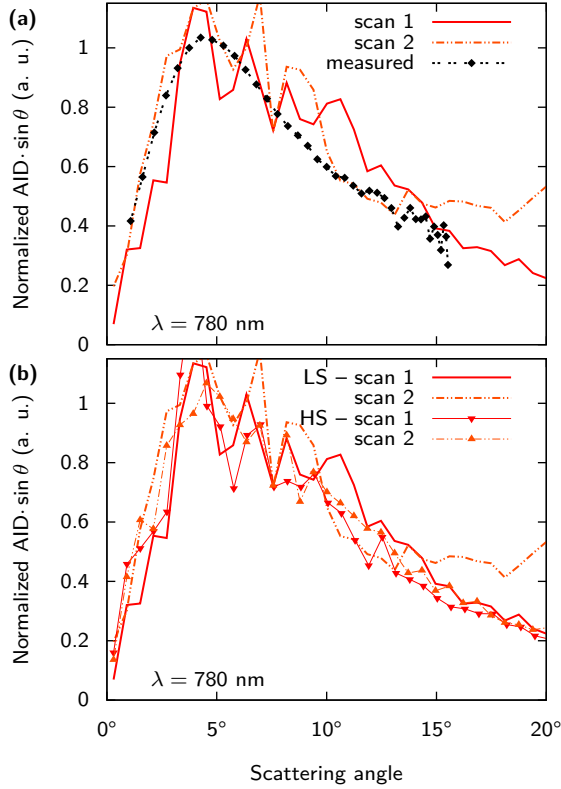 (a)
Normalized AID· sin θ (a. u.)
1
0.8
0.6
0.4
0.2
0
scan 1
scan 2
measured
λ = 780 nm
(b)
Normalized AID· sin θ (a. u.)
1
0.8
0.6
0.4
0.2
0
LS – scan 1
scan 2
HS – scan 1
scan 2
λ = 780 nm
0° 5° 10° 15° 20°
Scattering angle